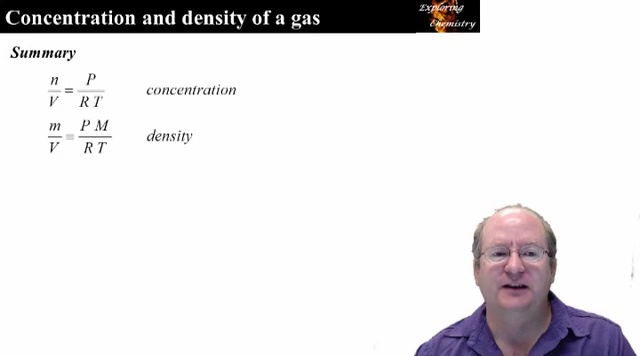 Concentration and density of a gas
Exploring
Chemistry
Summary
n/V = P/R T concentration
m/V = P M/R T density